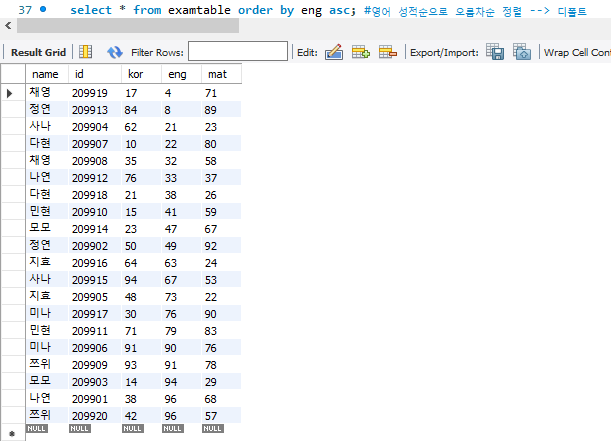 37 select * from examtable order by eng asc; #영어 성적순으로 오름차순 정렬 --> 디폴트
Result Grid Filter Rows: Edit: Export/Import: Wrap Cell Cont
name id kor eng mat
채영 209919 17 4 71
정연 209913 84 8 89
사나 209904 62 21 23
다현 209907 10 22 80
채영 209908 35 32 58
나연 209912 76 33 37
다현 209918 21 38 26
민현 209910 15 41 59
모모 209914 23 47 67
정연 209902 50 49 92
지효 209916 64 63 24
사나 209915 94 67 53
지효 209905 48 73 22
미나 209917 30 76 90
민현 209911 71 79 83
미나 209906 91 90 76
쯔위 209909 93 91 78
모모 209903 14 94 29
나연 209901 38 96 68
쯔위 209920 42 96 57
NULL NULL NULL NULL NULL